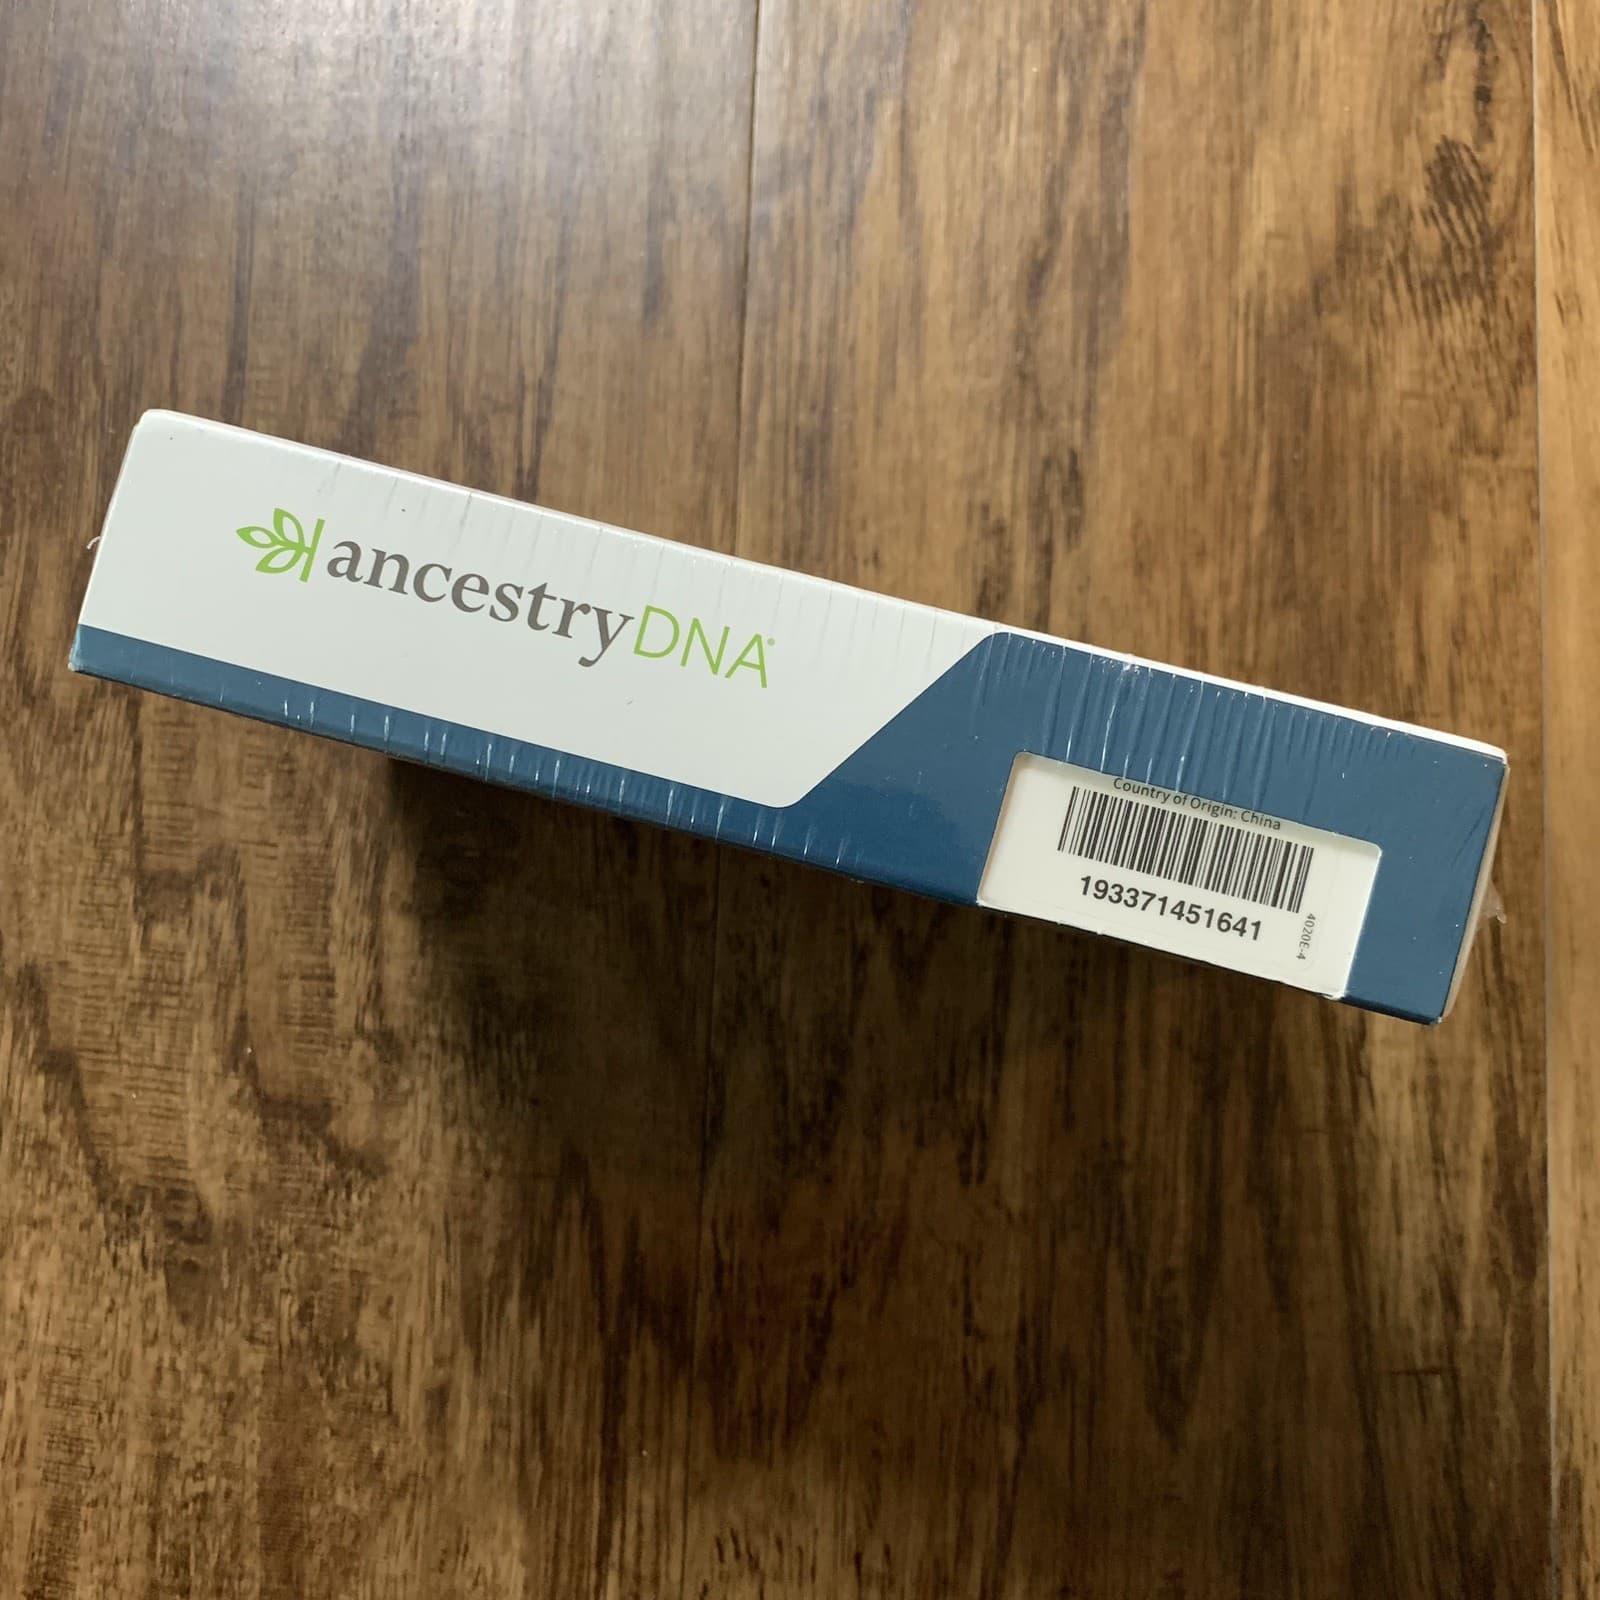 ancestryDNA®
Country of Origin: China
193371451641
4020E-4